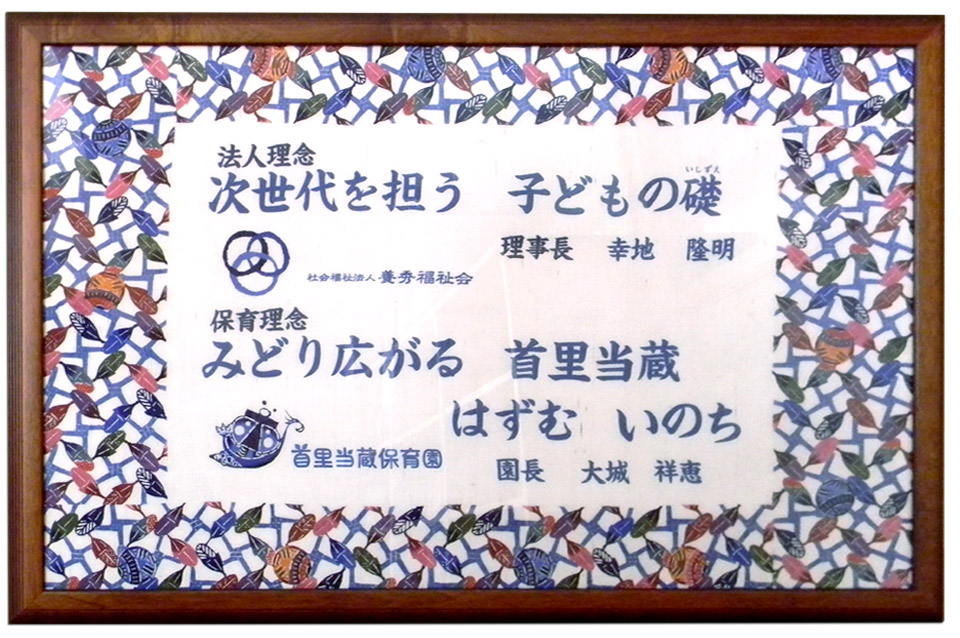 法人理念
次世代を担う 子どもの礎
いしずえ
理事長 幸地 隆明
社会福祉法人 養秀福祉会
保育理念
みどり広がる 首里当蔵
はずむ いのち
首里当蔵保育園
園長 大城 祥恵